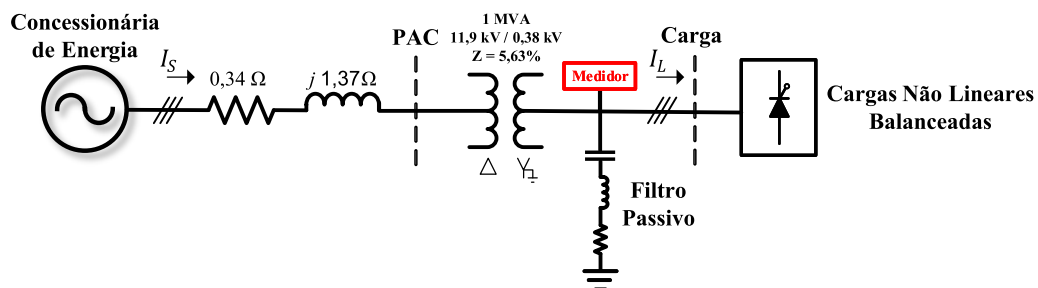 Concessionária
de Energia
I_S
0,34 Ω
j 1,37Ω
PAC
1 MVA
11,9 kV / 0,38 kV
Z = 5,63%
Δ
Medidor
I_L
Carga
Cargas Não Lineares
Balanceadas
Filtro
Passivo